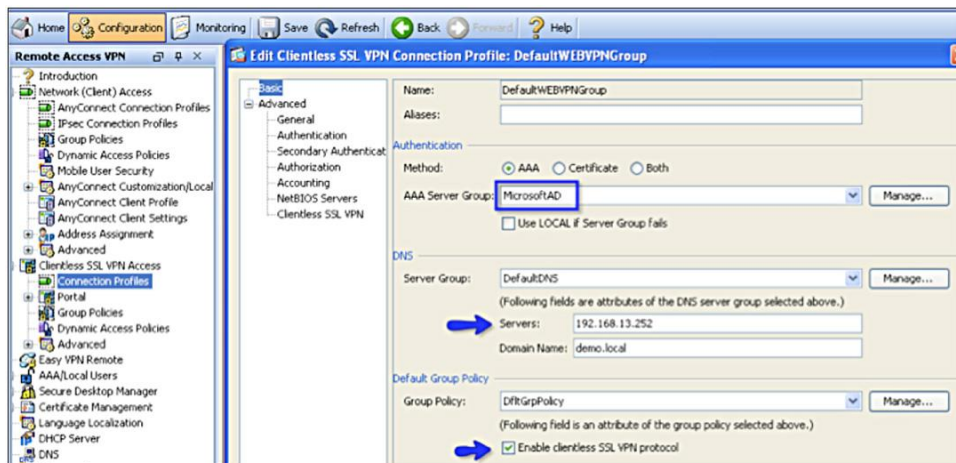 Home Configuration Monitoring Save Refresh Back Forward Help
Remote Access VPN
Introduction
Network (Client) Access
AnyConnect Connection Profiles
IPsec Connection Profiles
Group Policies
Dynamic Access Policies
Mobile User Security
AnyConnect Customization/Local
AnyConnect Client Profile
AnyConnect Client Settings
Address Assignment
Advanced
Clientless SSL VPN Access
Connection Profiles
Portal
Group Policies
Dynamic Access Policies
Advanced
Easy VPN Remote
AAA/Local Users
Secure Desktop Manager
Certificate Management
Language Localization
DHCP Server
DNS
Edit Clientless SSL VPN Connection Profile: DefaultWEBVPNGroup
Basic
Advanced
General
Authentication
Secondary Authenticat
Authorization
Accounting
NetBIOS Servers
Clientless SSL VPN
Name: DefaultWEBVPNGroup
Aliases:
Authentication
Method: AAA Certificate Both
AAA Server Group: MicrosoftAD Manage...
Use LOCAL if Server Group fails
DNS
Server Group: DefaultDNS Manage...
(Following fields are attributes of the DNS server group selected above.)
Servers: 192.168.13.252
Domain Name: demo.local
Default Group Policy
Group Policy: DfltGrpPolicy Manage...
(Following field is an attribute of the group policy selected above.)
Enable clientless SSL VPN protocol